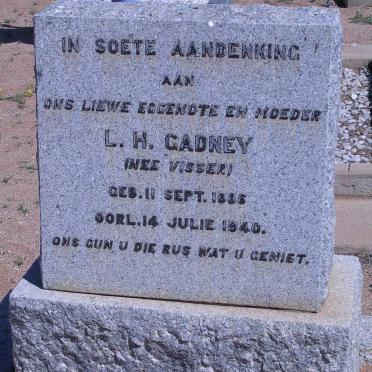 IN SOETE AANDENKING
AAN
ONS LIEWE EGGENOTE EN MOEDER
L. H. GADNEY
(NEE VISSER)
GEB. 11 SEPT. 1886
OORL. 14 JULIE 1940.
ONS GUN U DIE RUS WAT U GENIET.